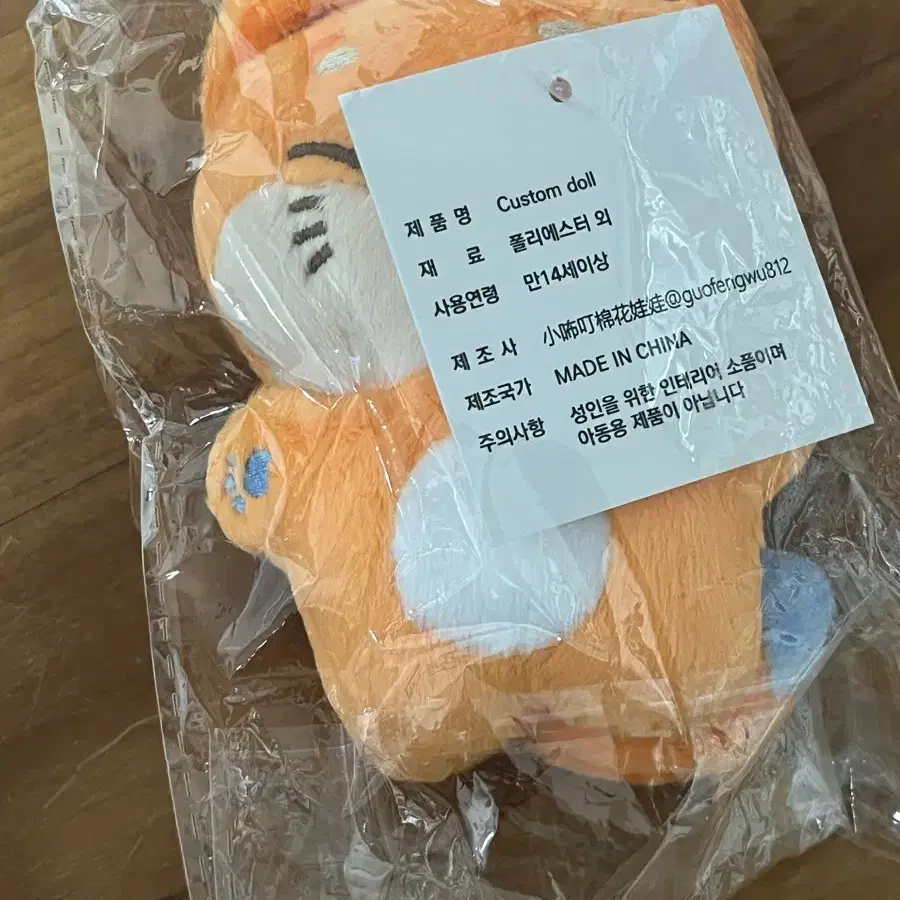 제 품 명 Custom doll
재 료 폴리에스터 외
사용연령 만14세이상
제 조 사 小咘叮棉花娃娃@guofengwu812
제조국가 MADE IN CHINA
주의사항 성인을 위한 인테리어 소품이며
아동용 제품이 아닙니다